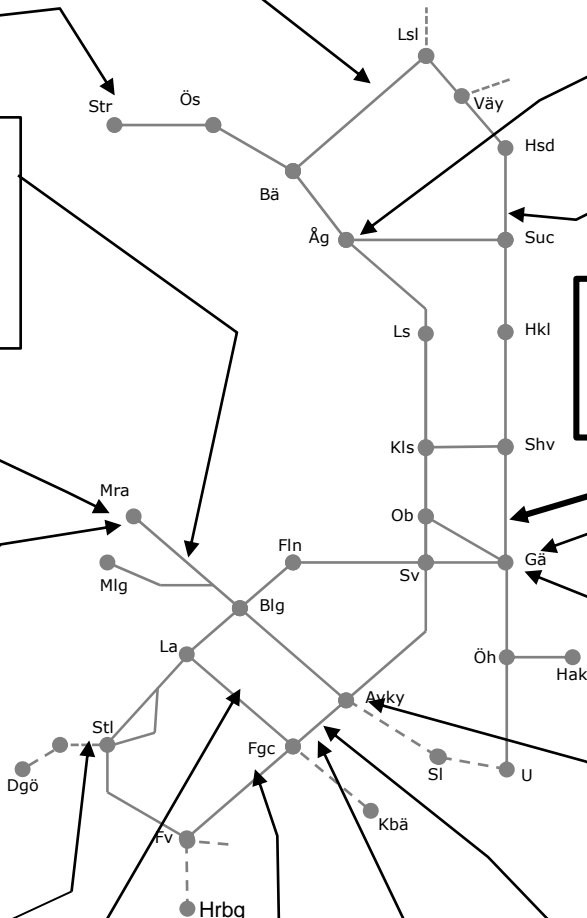 Lsl
Väy
Ös
Str
Hsd
Bä
Åg
Suc
Ls
Hkl
Kls
Shv
Mra
Ob
Fln
Sv
Gä
Mlg
Blg
La
Öh
Hak
Avky
Stl
Fgc
Sl
U
Dgö
Kbä
Fv
Hrbg